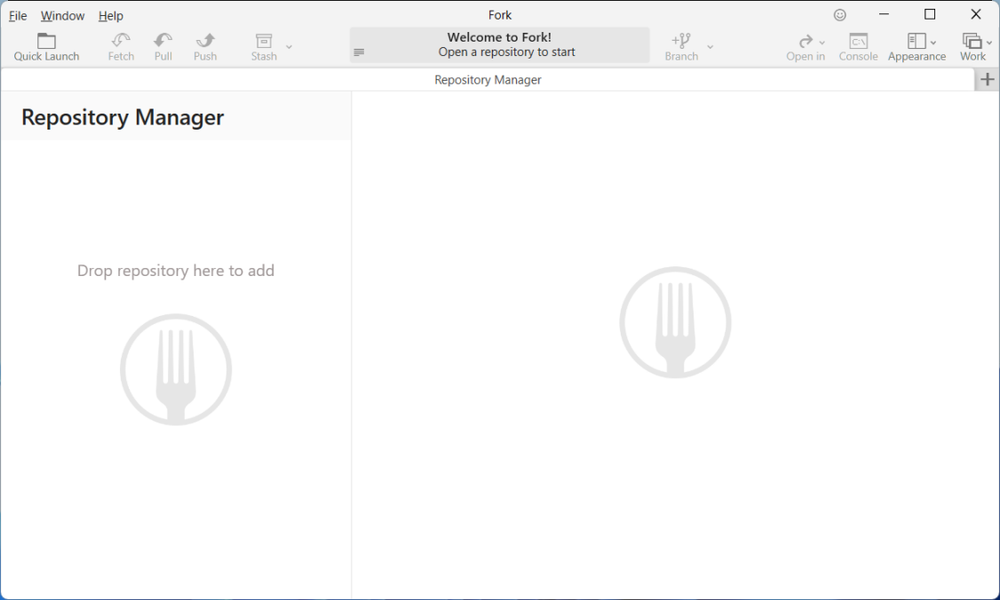 Fork
File Window Help
Quick Launch
Fetch
Pull
Push
Stash
Welcome to Fork!
Open a repository to start
Branch
Open in
C:\
Console
Appearance
Work
Repository Manager
Repository Manager
Drop repository here to add